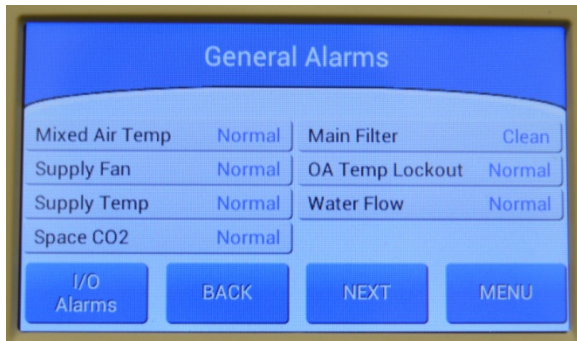 General Alarms
Mixed Air Temp Normal Main Filter Clean
Supply Fan Normal OA Temp Lockout Normal
Supply Temp Normal Water Flow Normal
Space CO2 Normal
I/O Alarms
BACK NEXT MENU